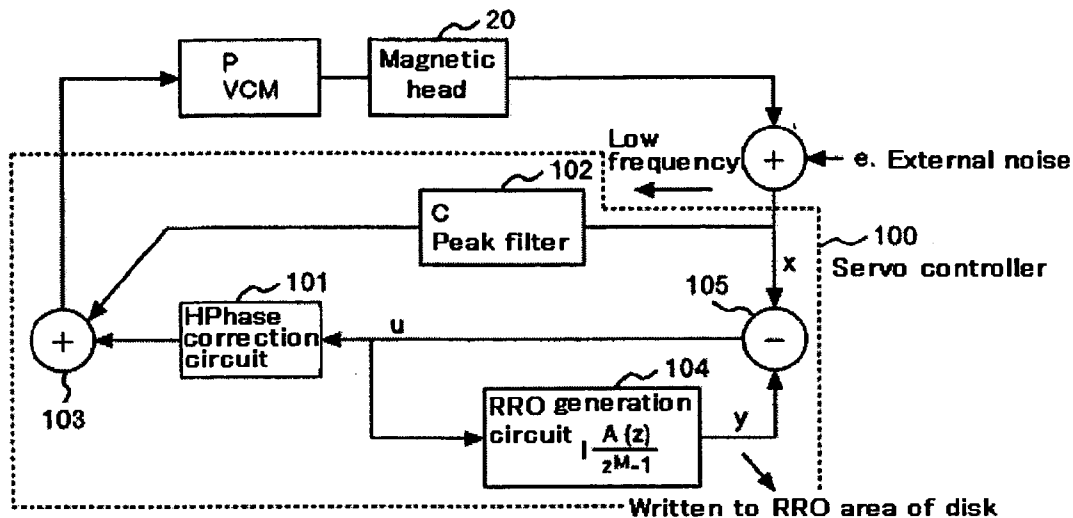 20
P
VCM
Magnetic
head
Low
frequency
+
e. External noise
102
C
Peak filter
100
Servo controller
x
105
101
HPhase
correction
circuit
u
+
−
103
104
RRO generation
circuit I A(z)
z^M-1
y
Written to RRO area of disk